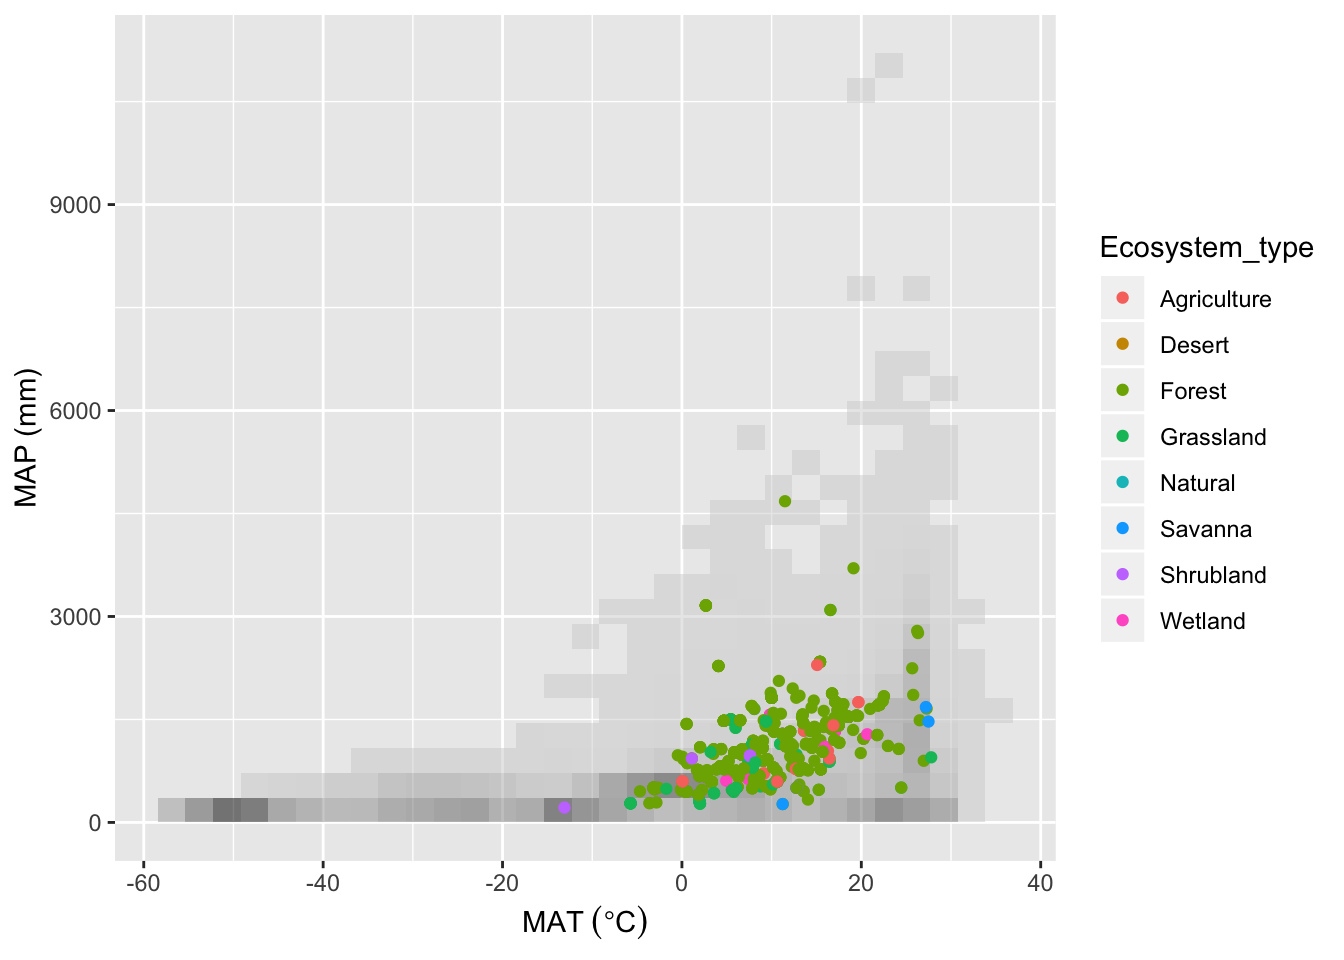 9000
6000
3000
0
MAP (mm)
-60 -40 -20 0 20 40
MAT (°C)
Ecosystem_type
Agriculture
Desert
Forest
Grassland
Natural
Savanna
Shrubland
Wetland